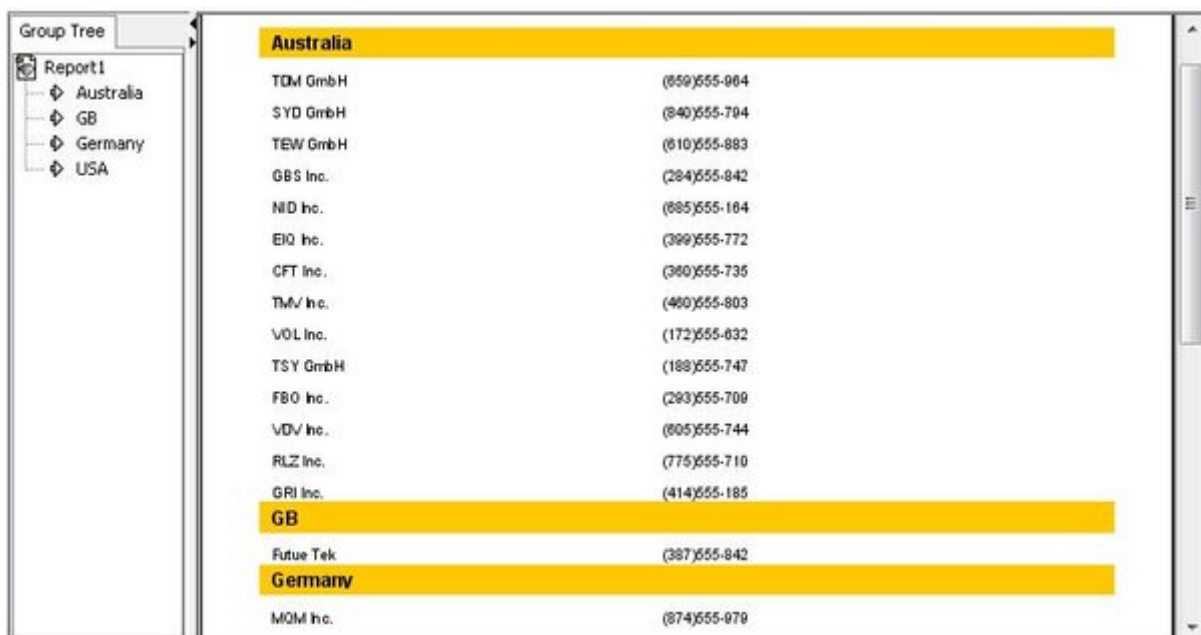 Group Tree
Report1
Australia
GB
Germany
USA
Australia
TDM GmbH (659)555-964
SYD GmbH (840)555-794
TEW GmbH (610)555-883
GBS Inc. (284)555-842
NID Inc. (685)555-164
EIQ Inc. (399)555-772
CFT Inc. (360)555-735
TMV Inc. (460)555-803
VOL Inc. (172)555-632
TSY GmbH (188)555-747
FBO Inc. (293)555-709
VDV Inc. (605)555-744
RLZ Inc. (775)555-710
GRI Inc. (414)555-185
GB
Futue Tek (387)555-842
Germany
MQM Inc. (874)555-979